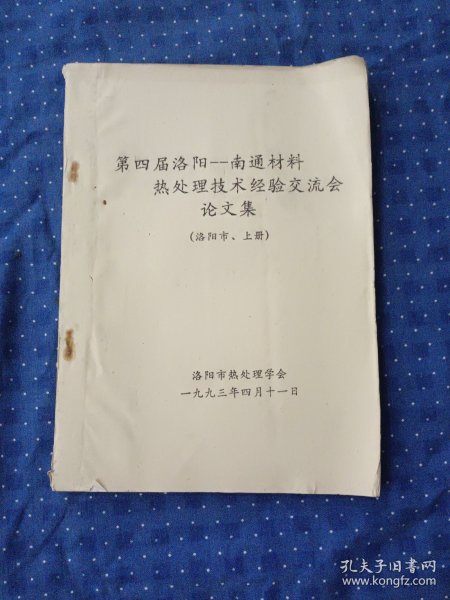 第四届洛阳--南通材料
热处理技术经验交流会
论文集
(洛阳市、上册)
洛阳市热处理学会
一九九三年四月十一日
孔夫子旧书网
www.kongfz.com